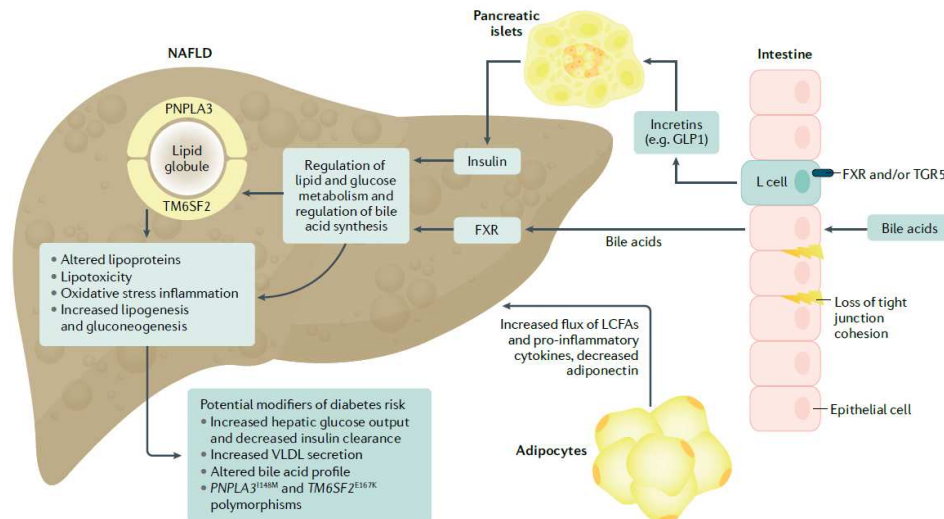 NAFLD
PNPLA3
Lipid
globule
TM6SF2
Regulation of
lipid and glucose
metabolism and
regulation of bile
acid synthesis
Insulin
FXR
Pancreatic
islets
Incretins
(e.g. GLP1)
Intestine
L cell
FXR and/or TGR5
Bile acids
Bile acids
Loss of tight
junction
cohesion
Epithelial cell
Increased flux of LCFAs
and pro-inflammatory
cytokines, decreased
adiponectin
Adipocytes
• Altered lipoproteins
• Lipotoxicity
• Oxidative stress inflammation
• Increased lipogenesis
and gluconeogenesis
Potential modifiers of diabetes risk
• Increased hepatic glucose output
and decreased insulin clearance
• Increased VLDL secretion
• Altered bile acid profile
• PNPLA3I148M and TM6SF2E167K
polymorphisms